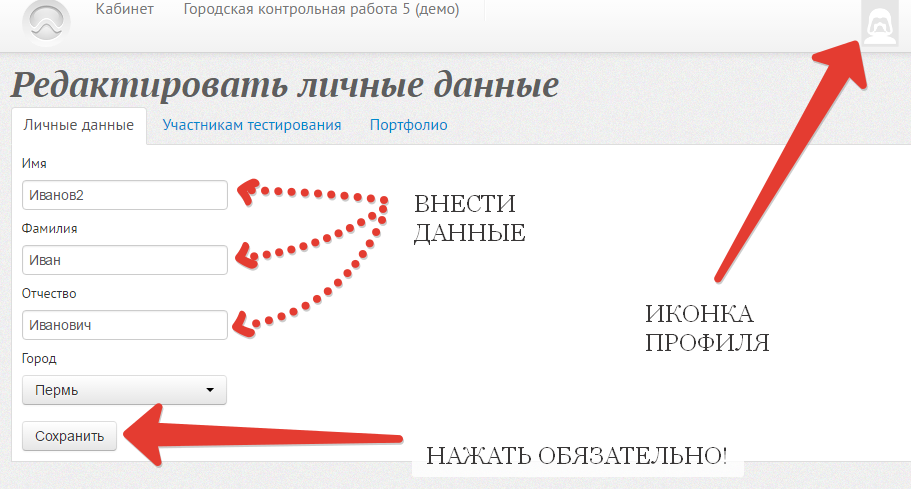 Кабинет Городская контрольная работа 5 (демо)
Редактировать личные данные
Личные данные Участникам тестирования Портфолио
Имя
Иванов2
Фамилия
Иван
Отчество
Иванович
Город
Пермь
Сохранить
ВНЕСТИ
ДАННЫЕ
ИКОНКА
ПРОФИЛЯ
НАЖАТЬ ОБЯЗАТЕЛЬНО!